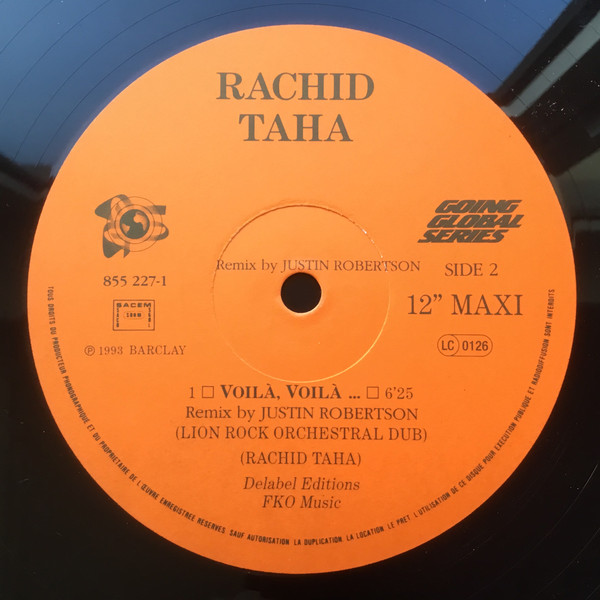 RACHID
TAHA
GOING
GLOBAL
SERIES
Remix by JUSTIN ROBERTSON
SIDE 2
855 227-1
12” MAXI
SACEM
℗ 1993 BARCLAY
LC 0126
1 □ VOILÀ, VOILÀ ... □ 6’25
Remix by JUSTIN ROBERTSON
(LION ROCK ORCHESTRAL DUB)
(RACHID TAHA)
Delabel Editions
FKO Music
TOUS DROITS DU PRODUCTEUR PHONOGRAPHIQUE ET DU PROPRIETAIRE DE L'ŒUVRE ENREGISTREE RESERVES. SAUF AUTORISATION LA DUPLICATION, LA LOCATION, LE PRET, L'UTILISATION DE CE DISQUE POUR EXECUTION PUBLIQUE ET RADIODIFFUSION SONT INTERDITS